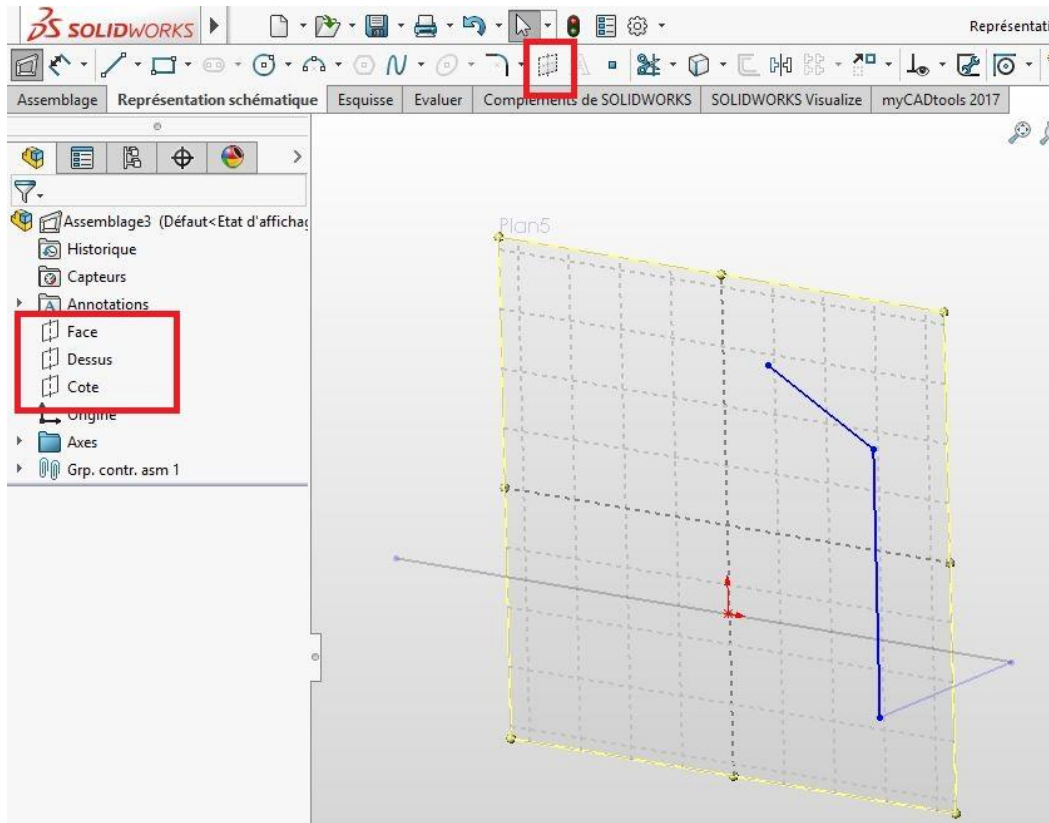 SOLIDWORKS
Représentati
Assemblage Représentation schématique Esquisse Evaluer Compléments de SOLIDWORKS SOLIDWORKS Visualize myCADtools 2017
Assemblage3 (Défaut<Etat d'affichag
Historique
Capteurs
A Annotations
Face
Dessus
Cote
Origine
Axes
Grp. contr. asm 1
Plan5